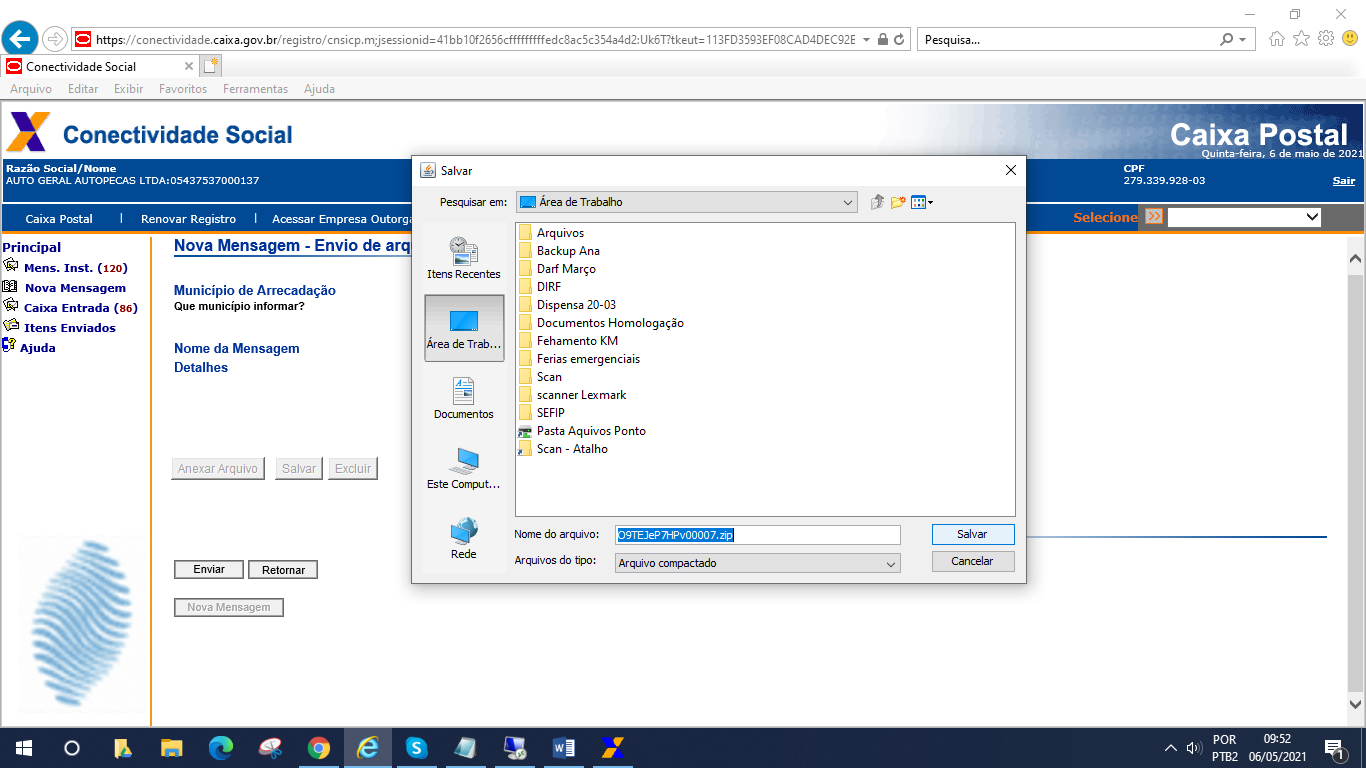 https://conectividade.caixa.gov.br/registro/cnsicp.m;jsessionid=41bb10f2656cfffffffffedc8ac5c354a4d2:Uk6T?tkeut=113FD3593EF08CAD4DEC92E
Pesquisa...
Conectividade Social
Arquivo Editar Exibir Favoritos Ferramentas Ajuda
Conectividade Social
Caixa Postal
Quinta-feira, 6 de maio de 2021
Razão Social/Nome
AUTO GERAL AUTOPECAS LTDA:05437537000137
CPF
279.339.928-03
Sair
Caixa Postal | Renovar Registro | Acessar Empresa Outorga
Selecione
Principal
Mens. Inst. (120)
Nova Mensagem
Caixa Entrada (86)
Itens Enviados
Ajuda
Nova Mensagem - Envio de arq
Município de Arrecadação
Que município informar?
Nome da Mensagem
Detalhes
Anexar Arquivo Salvar Excluir
Enviar Retornar
Nova Mensagem
Salvar
Pesquisar em: Área de Trabalho
Itens Recentes
Área de Trab...
Documentos
Este Comput...
Rede
Arquivos
Backup Ana
Darf Março
DIRF
Dispensa 20-03
Documentos Homologação
Fehamento KM
Ferias emergenciais
Scan
scanner Lexmark
SEFIP
Pasta Aquivos Ponto
Scan - Atalho
Nome do arquivo: O9TEJeP7HPv00007.zip Salvar
Arquivos do tipo: Arquivo compactado Cancelar
POR
PTB2
09:52
06/05/2021
1